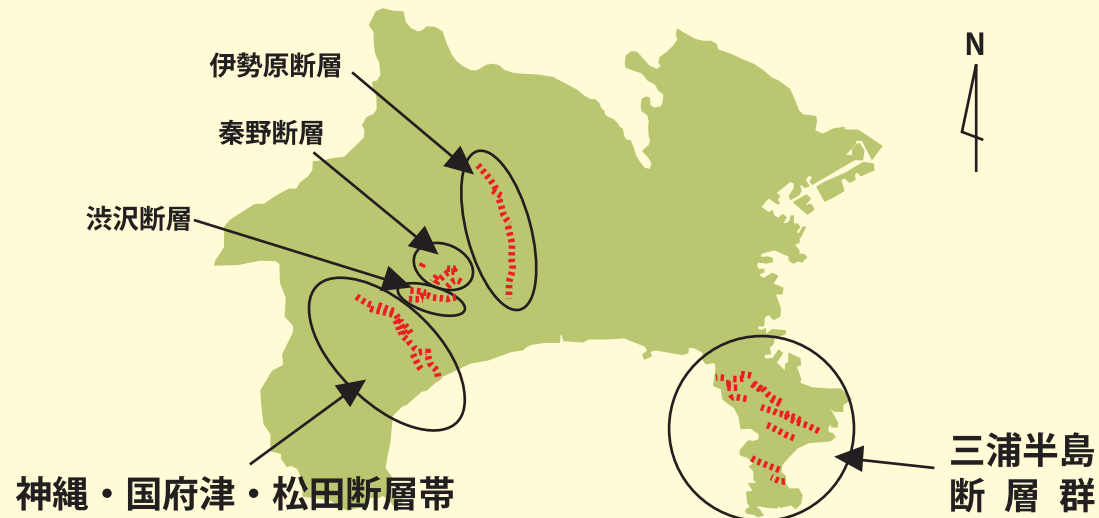 N
伊勢原断層
秦野断層
渋沢断層
神縄・国府津・松田断層帯
三浦半島
断層群